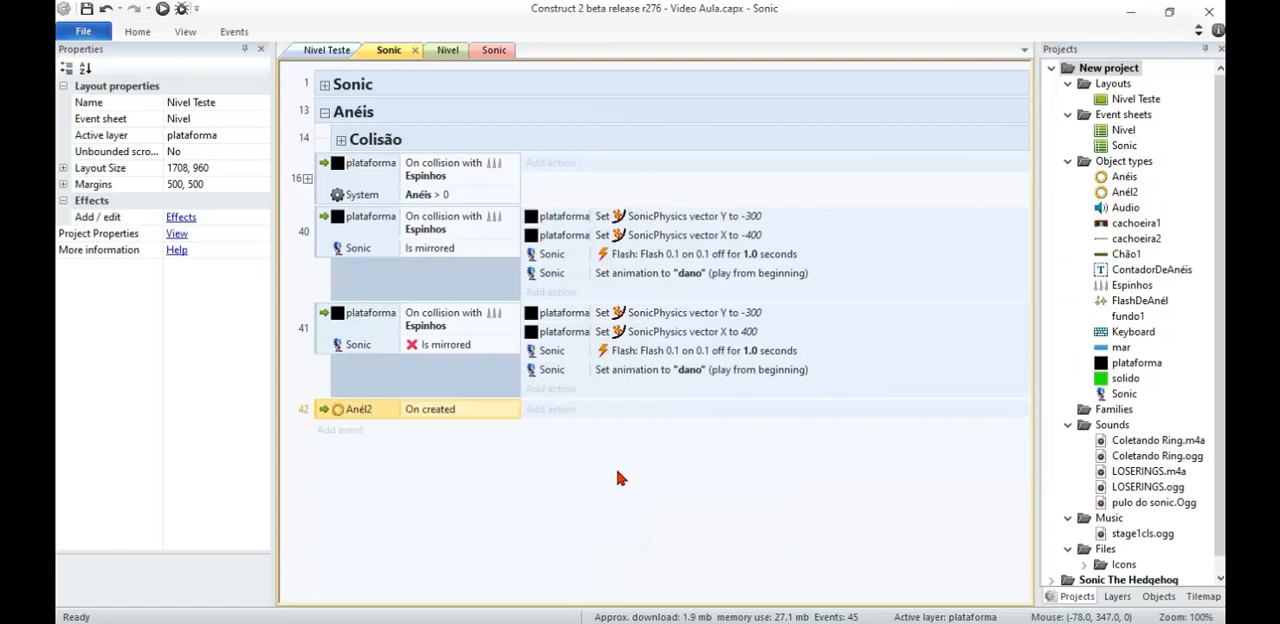 Construct 2 beta release r276 - Video Aula.capx - Sonic
File Home View Events
Properties
Layout properties
Name Nivel Teste
Event sheet Nivel
Active layer plataforma
Unbounded scro... No
Layout Size 1708, 960
Margins 500, 500
Effects
Add / edit Effects
Project Properties View
More information Help
Nivel Teste Sonic Nivel Sonic
1 Sonic
13 Anéis
14 Colisão
16 plataforma On collision with Espinhos Add action
System Anéis > 0
40 plataforma On collision with Espinhos
Sonic Is mirrored
plataforma Set SonicPhysics vector Y to -300
plataforma Set SonicPhysics vector X to -400
Sonic Flash: Flash 0.1 on 0.1 off for 1.0 seconds
Sonic Set animation to "dano" (play from beginning)
Add action
41 plataforma On collision with Espinhos
Sonic Is mirrored
plataforma Set SonicPhysics vector Y to -300
plataforma Set SonicPhysics vector X to 400
Sonic Flash: Flash 0.1 on 0.1 off for 1.0 seconds
Sonic Set animation to "dano" (play from beginning)
Add action
42 Anél2 On created Add action
Add event
Projects
New project
Layouts
Nivel Teste
Event sheets
Nivel
Sonic
Object types
Anéis
Anél2
Audio
cachoeira1
cachoeira2
Chão1
ContadorDeAnéis
Espinhos
FlashDeAnél
fundo1
Keyboard
mar
plataforma
solido
Sonic
Families
Sounds
Coletando Ring.m4a
Coletando Ring.ogg
LOSERINGS.m4a
LOSERINGS.ogg
pulo do sonic.Ogg
Music
stage1cls.ogg
Files
Icons
Sonic The Hedgehog
Projects Layers Objects Tilemap
Ready Approx. download: 1.9 mb memory use: 27.1 mb Events: 45 Active layer: plataforma Mouse: (-78.0, 347.0, 0) Zoom: 100%